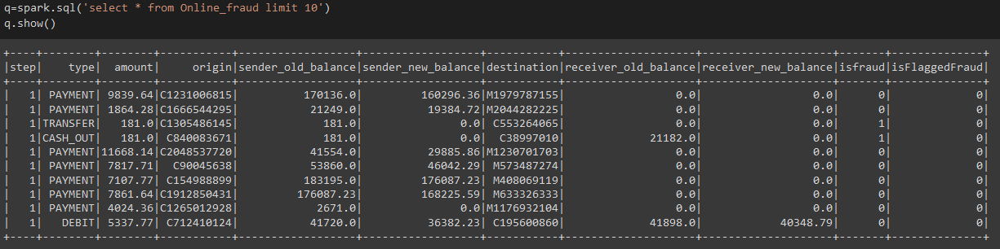 q=spark.sql('select * from Online_fraud limit 10')
q.show()
+----+--------+--------+-----------+------------------+------------------+-----------+--------------------+--------------------+-------+--------------+
|step|    type|  amount|     origin|sender_old_balance|sender_new_balance|destination|receiver_old_balance|receiver_new_balance|isfraud|isFlaggedFraud|
+----+--------+--------+-----------+------------------+------------------+-----------+--------------------+--------------------+-------+--------------+
|   1| PAYMENT| 9839.64|C1231006815|          170136.0|         160296.36|M1979787155|                 0.0|                 0.0|      0|             0|
|   1| PAYMENT| 1864.28|C1666544295|           21249.0|          19384.72|M2044282225|                 0.0|                 0.0|      0|             0|
|   1|TRANSFER|   181.0|C1305486145|             181.0|               0.0| C553264065|                 0.0|                 0.0|      1|             0|
|   1|CASH_OUT|   181.0| C840083671|             181.0|               0.0|  C38997010|             21182.0|                 0.0|      1|             0|
|   1| PAYMENT|11668.14|C2048537720|           41554.0|          29885.86|M1230701703|                 0.0|                 0.0|      0|             0|
|   1| PAYMENT| 7817.71|  C90045638|           53860.0|          46042.29| M573487274|                 0.0|                 0.0|      0|             0|
|   1| PAYMENT| 7107.77| C154988899|          183195.0|         176087.23| M408069119|                 0.0|                 0.0|      0|             0|
|   1| PAYMENT| 7861.64|C1912850431|         176087.23|         168225.59| M633326333|                 0.0|                 0.0|      0|             0|
|   1| PAYMENT| 4024.36|C1265012928|            2671.0|               0.0|M1176932104|                 0.0|                 0.0|      0|             0|
|   1|   DEBIT| 5337.77| C712410124|           41720.0|          36382.23| C195600860|             41898.0|            40348.79|      0|             0|
+----+--------+--------+-----------+------------------+------------------+-----------+--------------------+--------------------+-------+--------------+